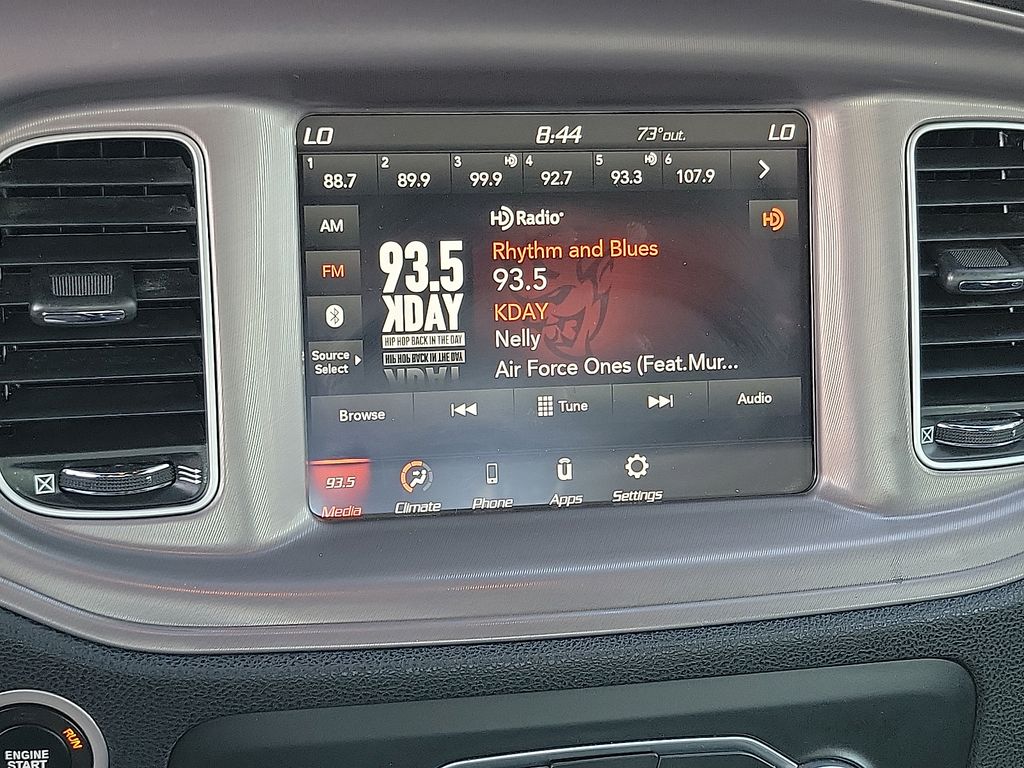 LO 8:44 73°out. LO
1 88.7 2 89.9 3 HD 99.9 4 92.7 5 HD 93.3 6 107.9
AM
FM
Source
Select
93.5
KDAY
HIP HOP BACK IN THE DAY
HD Radio
HD
Rhythm and Blues
93.5
KDAY
Nelly
Air Force Ones (Feat.Mur...
Browse Tune Audio
93.5
Media Climate Phone Apps Settings
RUN
ENGINE
START